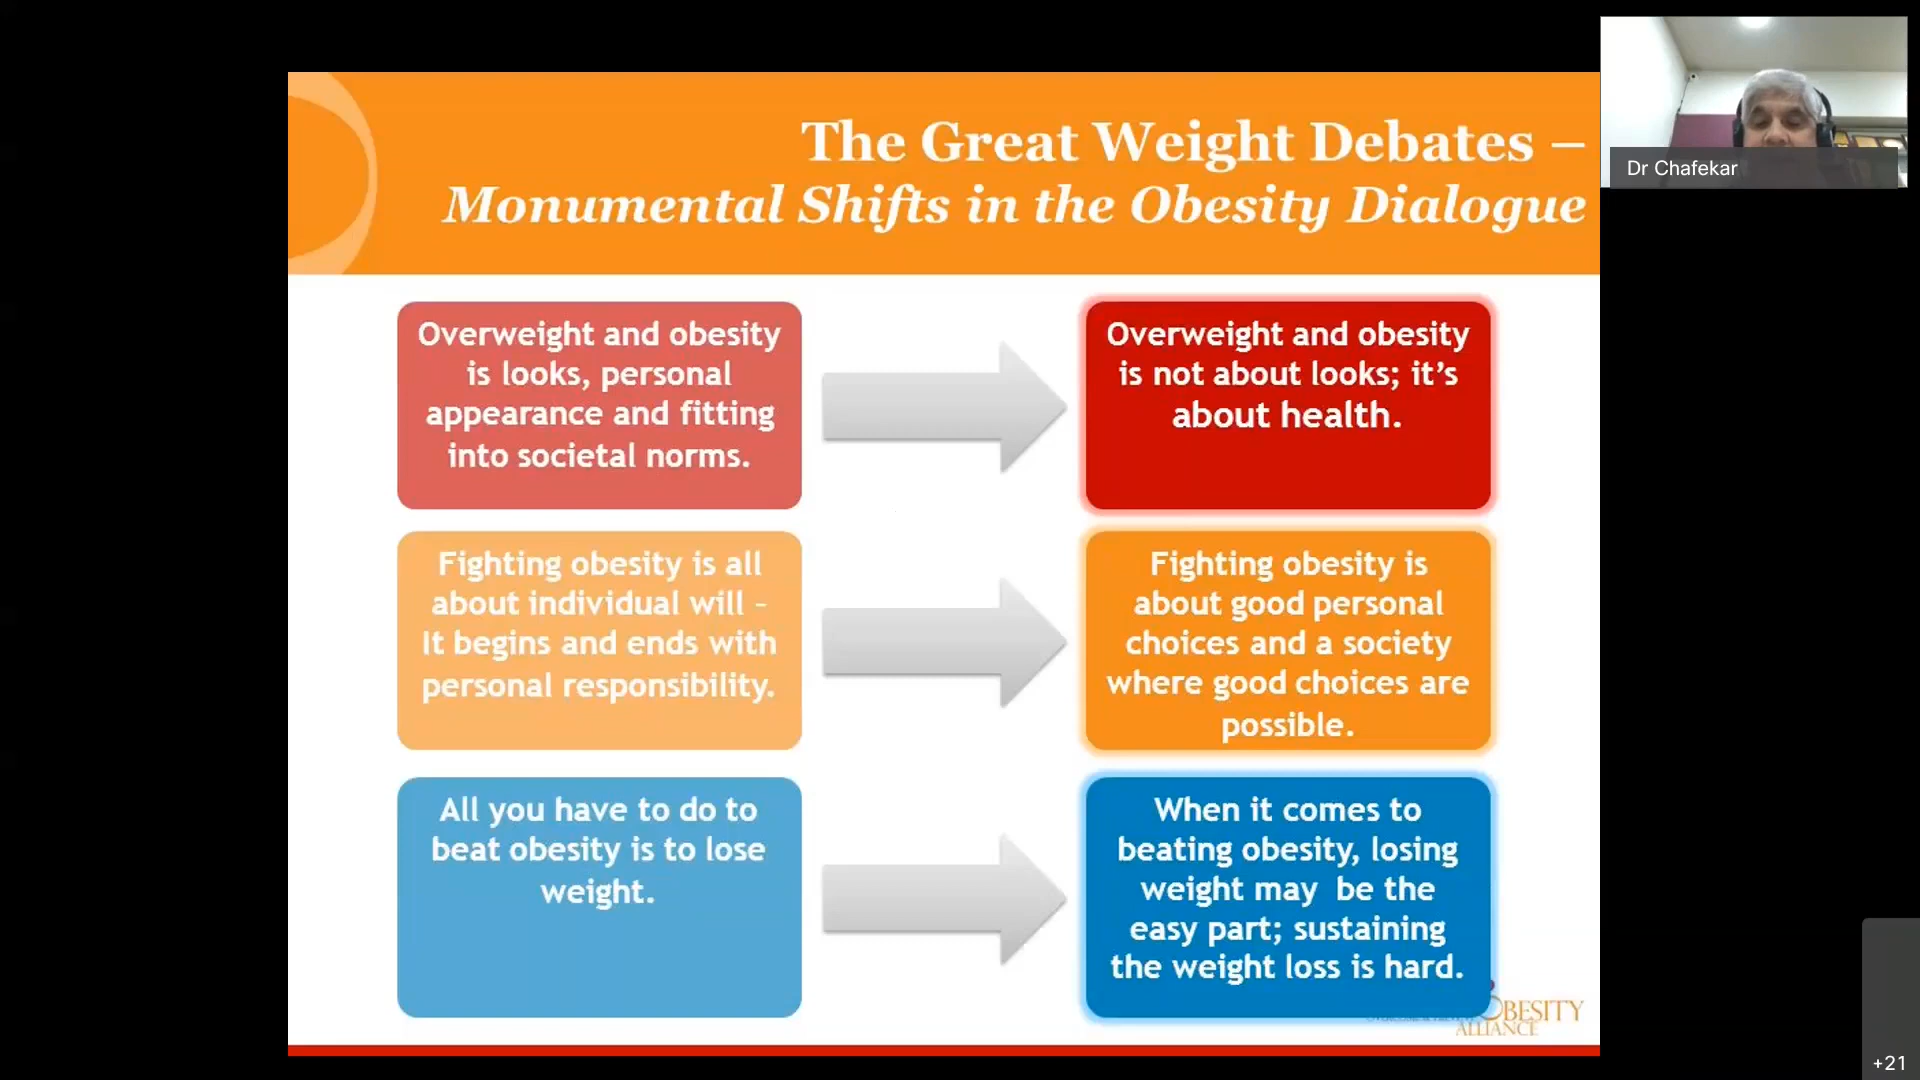 The Great Weight Debates –
Monumental Shifts in the Obesity Dialogue
Dr Chafekar
Overweight and obesity
is looks, personal
appearance and fitting
into societal norms.
Overweight and obesity
is not about looks; it’s
about health.
Fighting obesity is all
about individual will –
It begins and ends with
personal responsibility.
Fighting obesity is
about good personal
choices and a society
where good choices are
possible.
All you have to do to
beat obesity is to lose
weight.
When it comes to
beating obesity, losing
weight may  be the
easy part; sustaining
the weight loss is hard.
OBESITY
ALLIANCE
+21